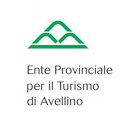 Ente Provinciale
per il Turismo
di Avellino